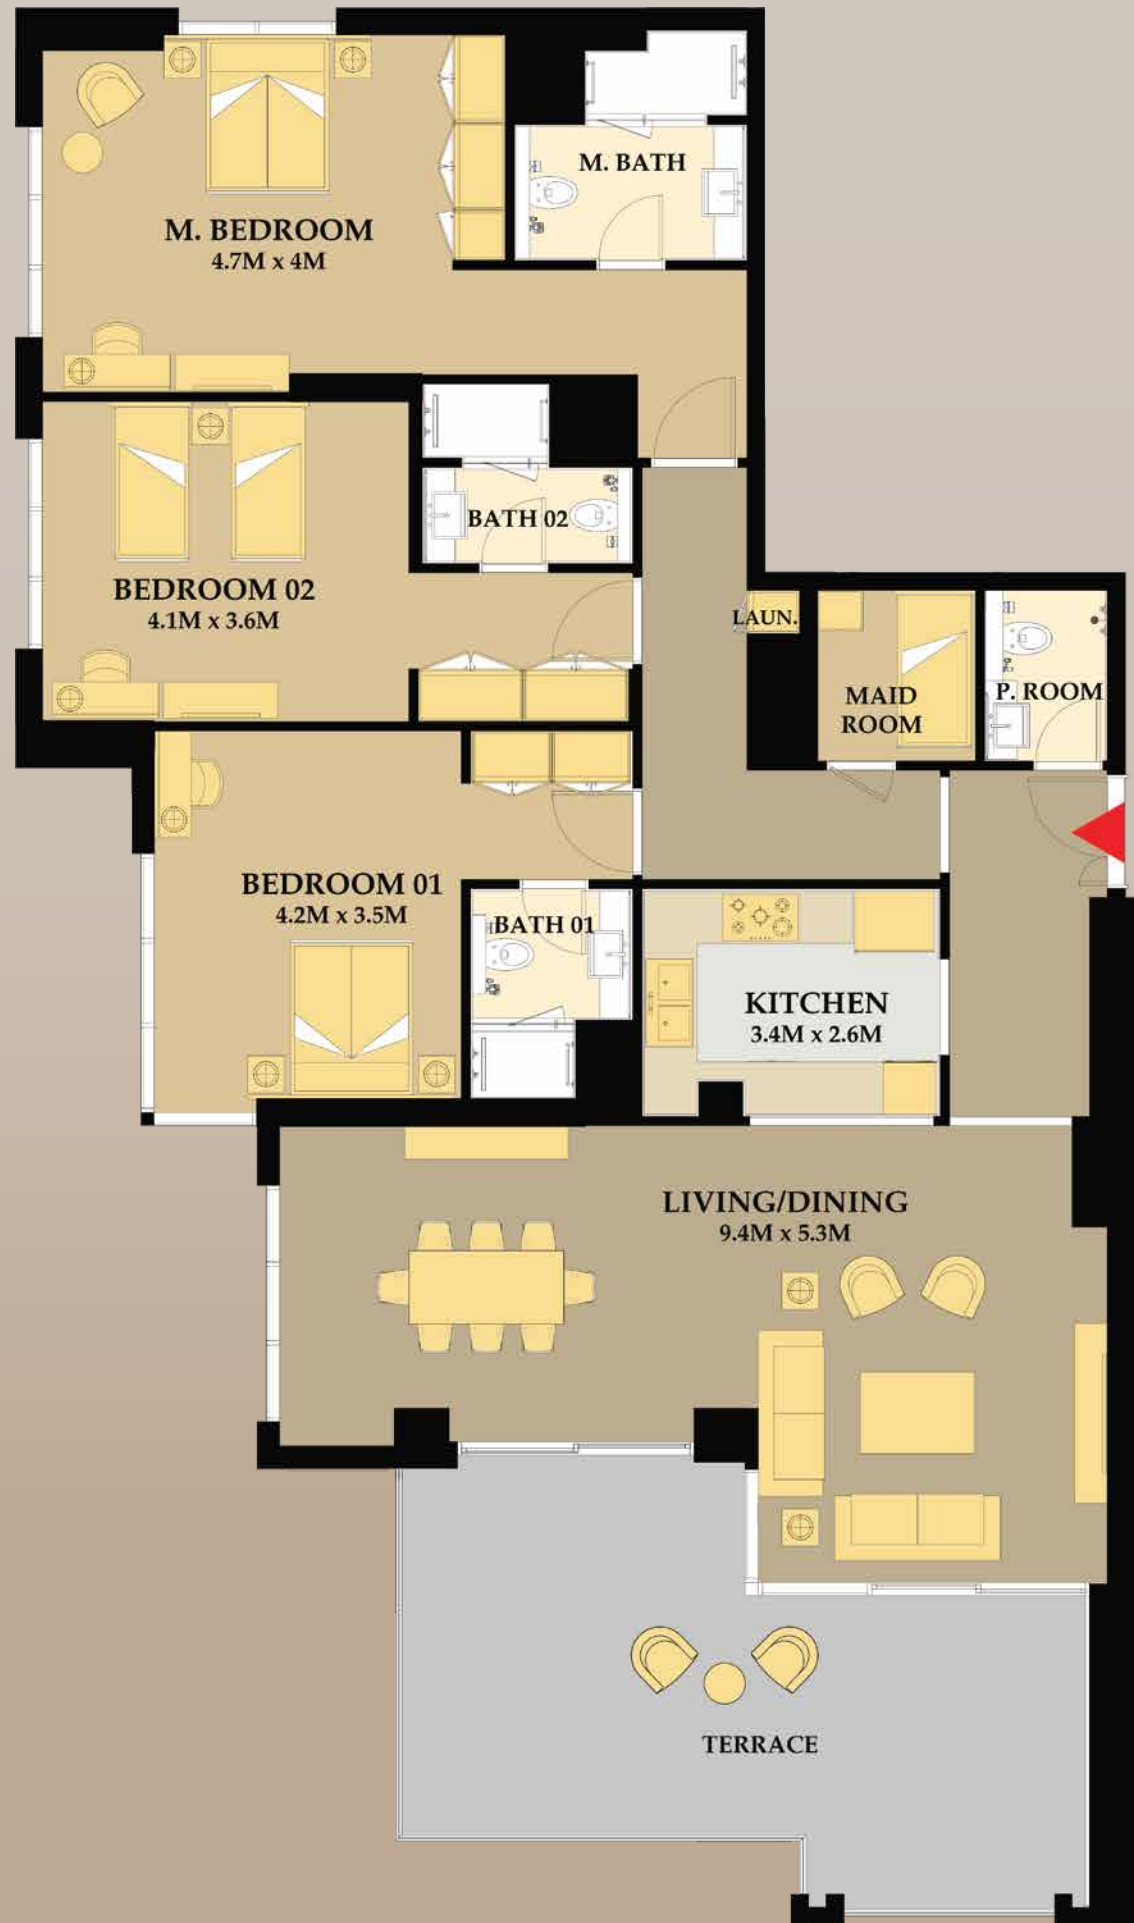 M. BATH
M. BEDROOM
4.7M x 4M
BATH 02
BEDROOM 02
4.1M x 3.6M
LAUN.
MAID
ROOM
P. ROOM
BEDROOM 01
4.2M x 3.5M
BATH 01
KITCHEN
3.4M x 2.6M
LIVING/DINING
9.4M x 5.3M
TERRACE